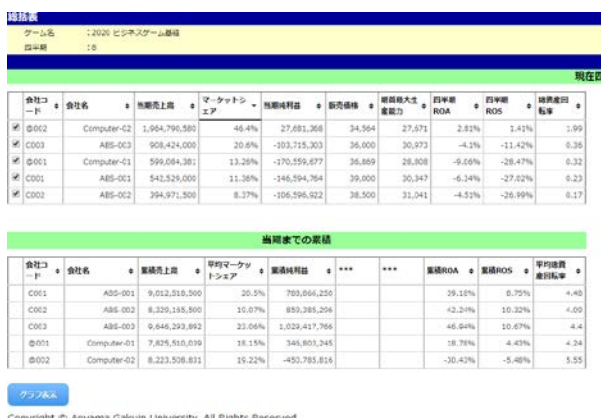 総括表
ゲーム名 :2020 ビジネスゲーム基礎
四半期 :8
現在四
会社コード 会社名 当期売上高 マーケットシェア 当期純利益 販売価格 期首最大生産能力 四半期ROA 四半期ROS 総資産回転率
@002 Computer-02 1,964,790,580 46.4% 27,681,368 34,564 27,671 2.81% 1.41% 1.99
C003 ABS-003 908,424,000 20.6% -103,715,303 36,000 30,973 -4.1% -11.42% 0.36
@001 Computer-01 599,084,381 13.26% -170,559,677 36,869 28,808 -9.06% -28.47% 0.32
C001 ABS-001 542,529,000 11.36% -146,594,764 39,000 30,347 -6.34% -27.02% 0.23
C002 ABS-002 394,971,500 8.37% -106,596,922 38,500 31,041 -4.51% -26.99% 0.17
当期までの累積
会社コード 会社名 累積売上高 平均マーケットシェア 累積純利益 *** *** 累積ROA 累積ROS 平均総資産回転率
C001 ABS-001 9,012,518,500 20.5% 788,866,250 39.18% 8.75% 4.48
C002 ABS-002 8,329,165,500 19.07% 859,385,206 42.24% 10.32% 4.09
C003 ABS-003 9,646,293,892 23.06% 1,029,417,766 46.94% 10.67% 4.4
@001 Computer-01 7,825,510,039 18.15% 346,803,245 18.78% 4.43% 4.24
@002 Computer-02 8,223,508,831 19.22% -450,785,816 -30.43% -5.48% 5.55
グラフ表示
Copyright © Aoyama Gakuin University. All Rights Reserved